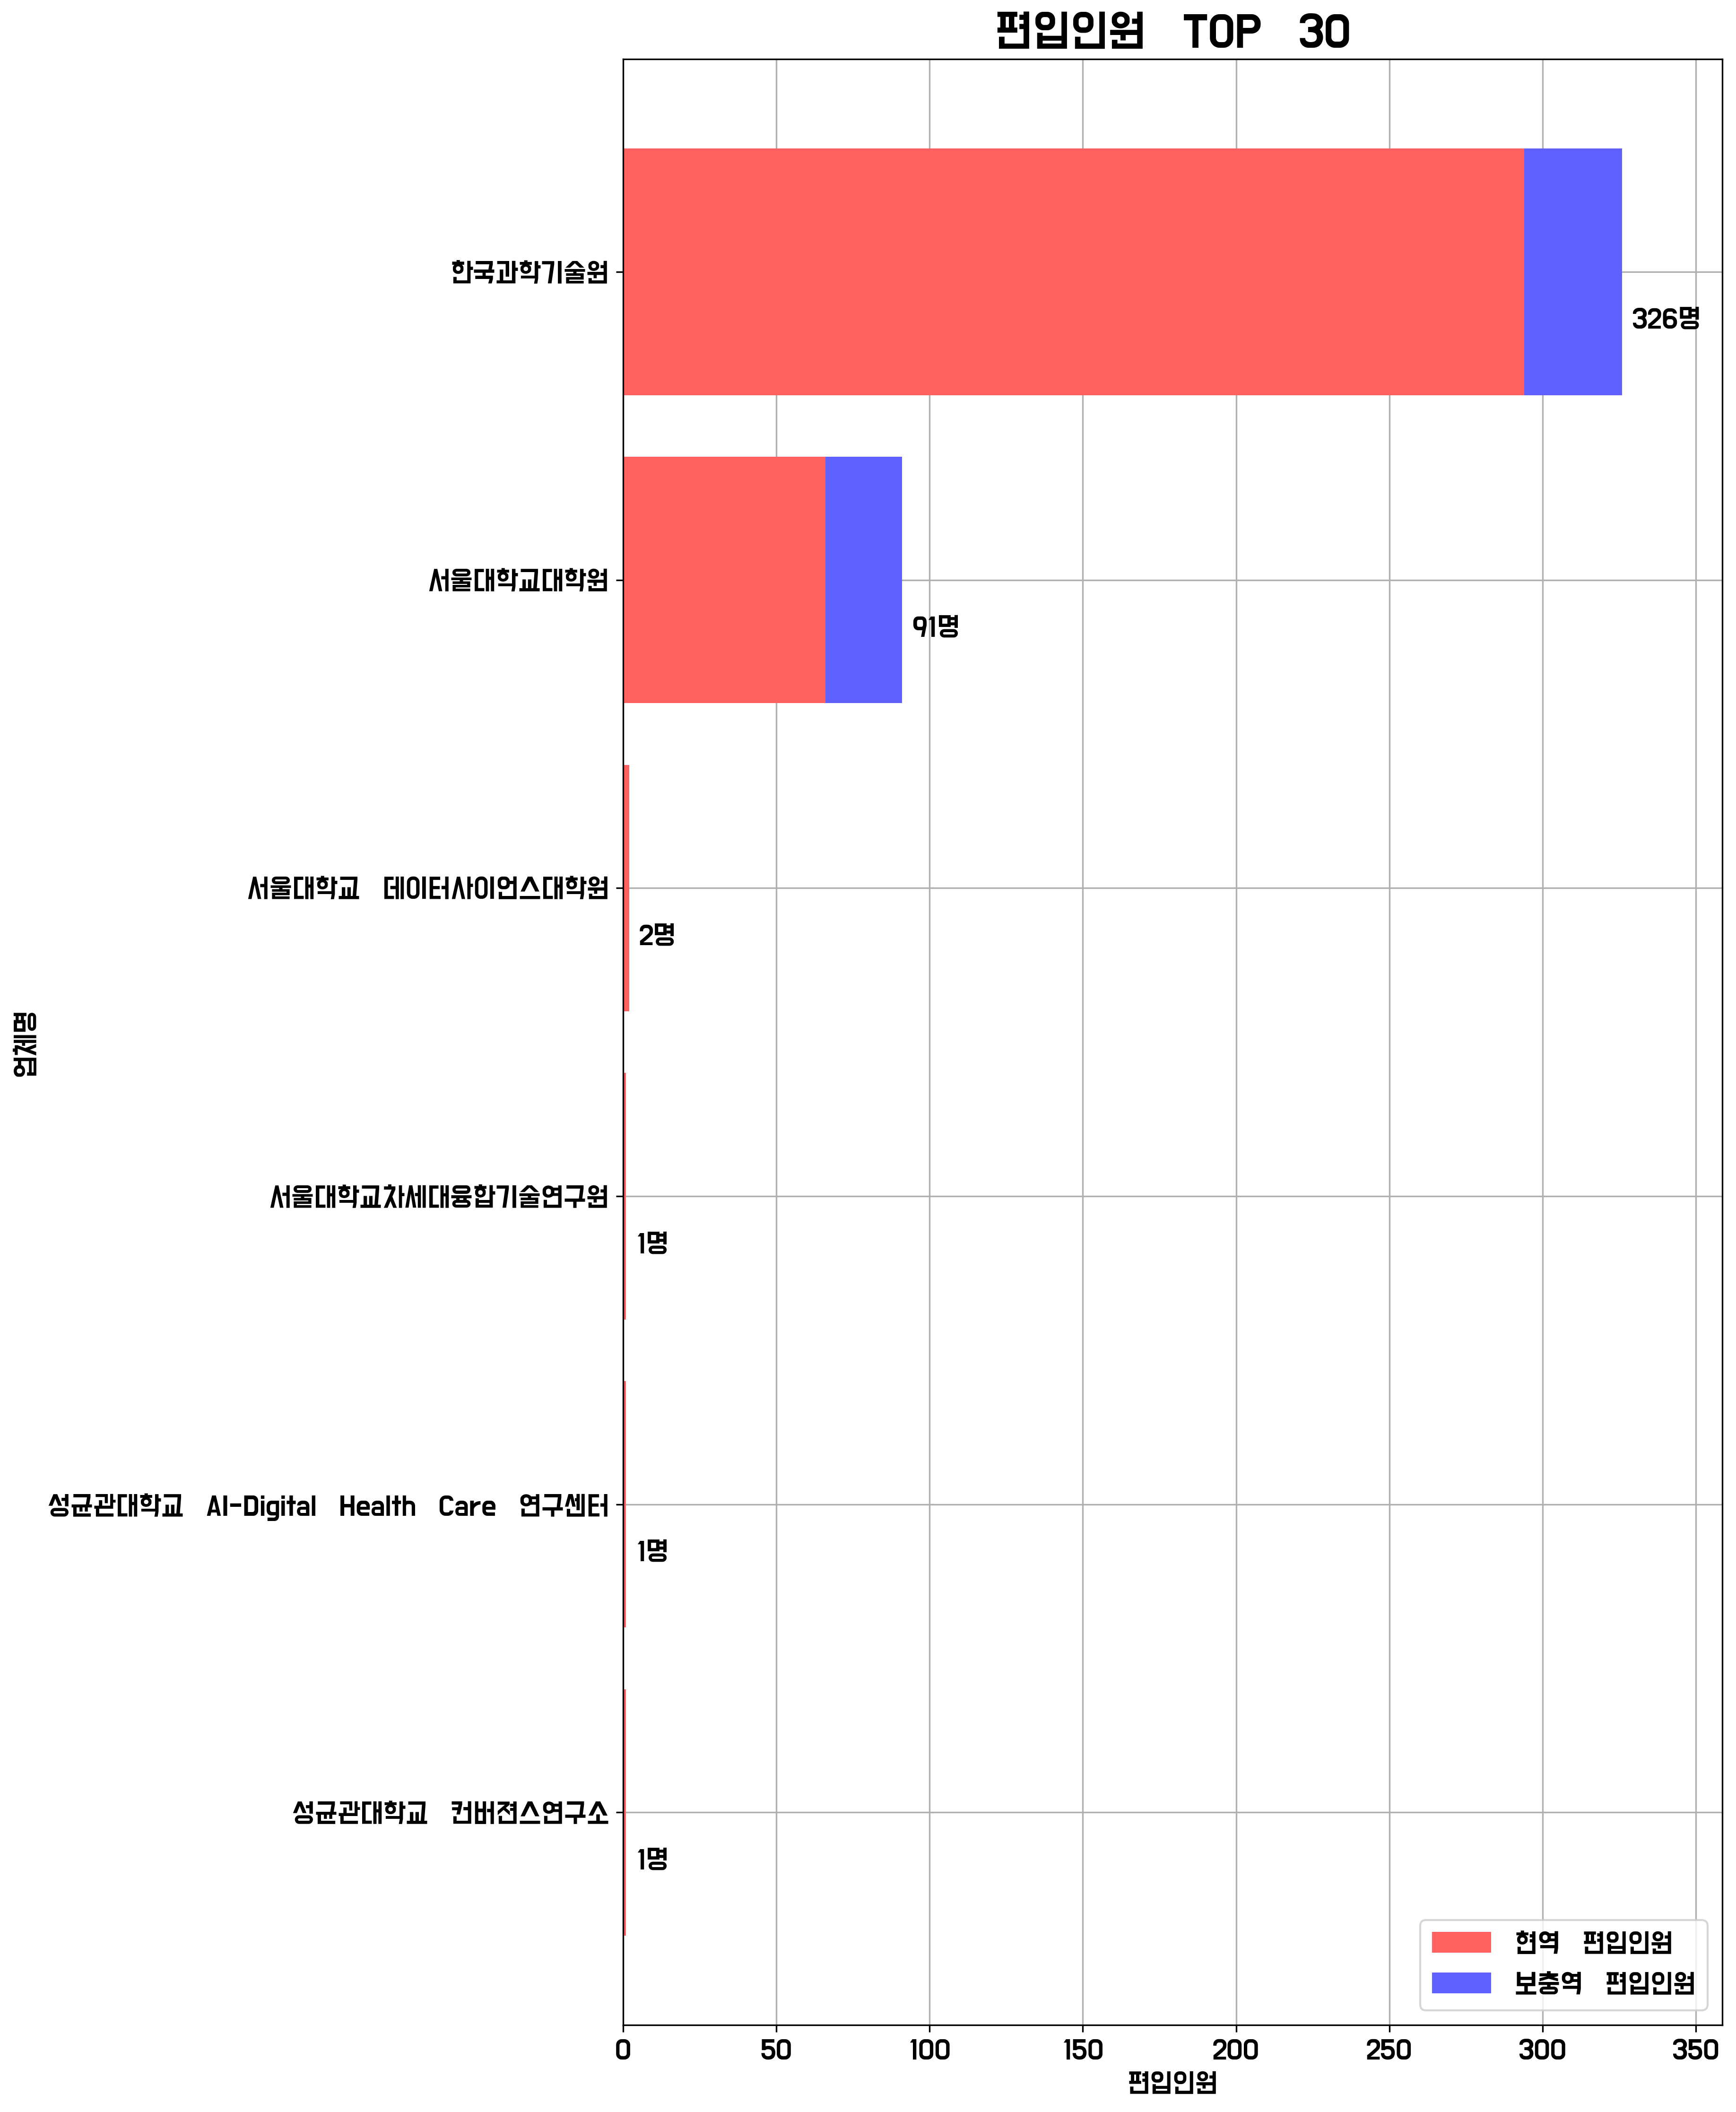 편입인원 TOP 30
한국과학기술원
326명
서울대학교대학원
91명
서울대학교 데이터사이언스대학원
2명
업체명
서울대학교차세대융합기술연구원
1명
성균관대학교 AI-Digital Health Care 연구센터
1명
성균관대학교 컨버젼스연구소
1명
현역 편입인원
보충역 편입인원
0 50 100 150 200 250 300 350
편입인원